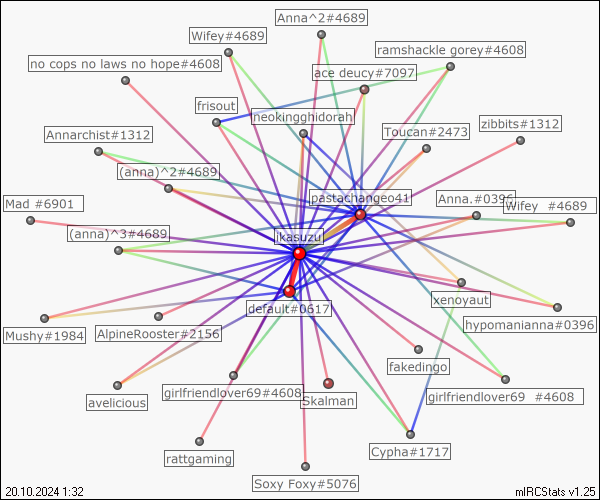 Anna^2#4689
Wifey#4689
ramshackle gorey#4608
no cops no laws no hope#4608
ace deucy#7097
frisout
neokingghidorah
zibbits#1312
Annarchist#1312
Toucan#2473
(anna)^2#4689
pastachangeo41
Anna.#0396
Mad #6901
Wifey  #4689
(anna)^3#4689
ikasuzu
xenoyaut
default#0617
hypomanianna#0396
Mushy#1984
AlpineRooster#2156
fakedingo
girlfriendlover69#4608
girlfriendlover69  #4608
avelicious
Skalman
Cypha#1717
rattgaming
Soxy Foxy#5076
20.10.2024 1:32
mIRCStats v1.25